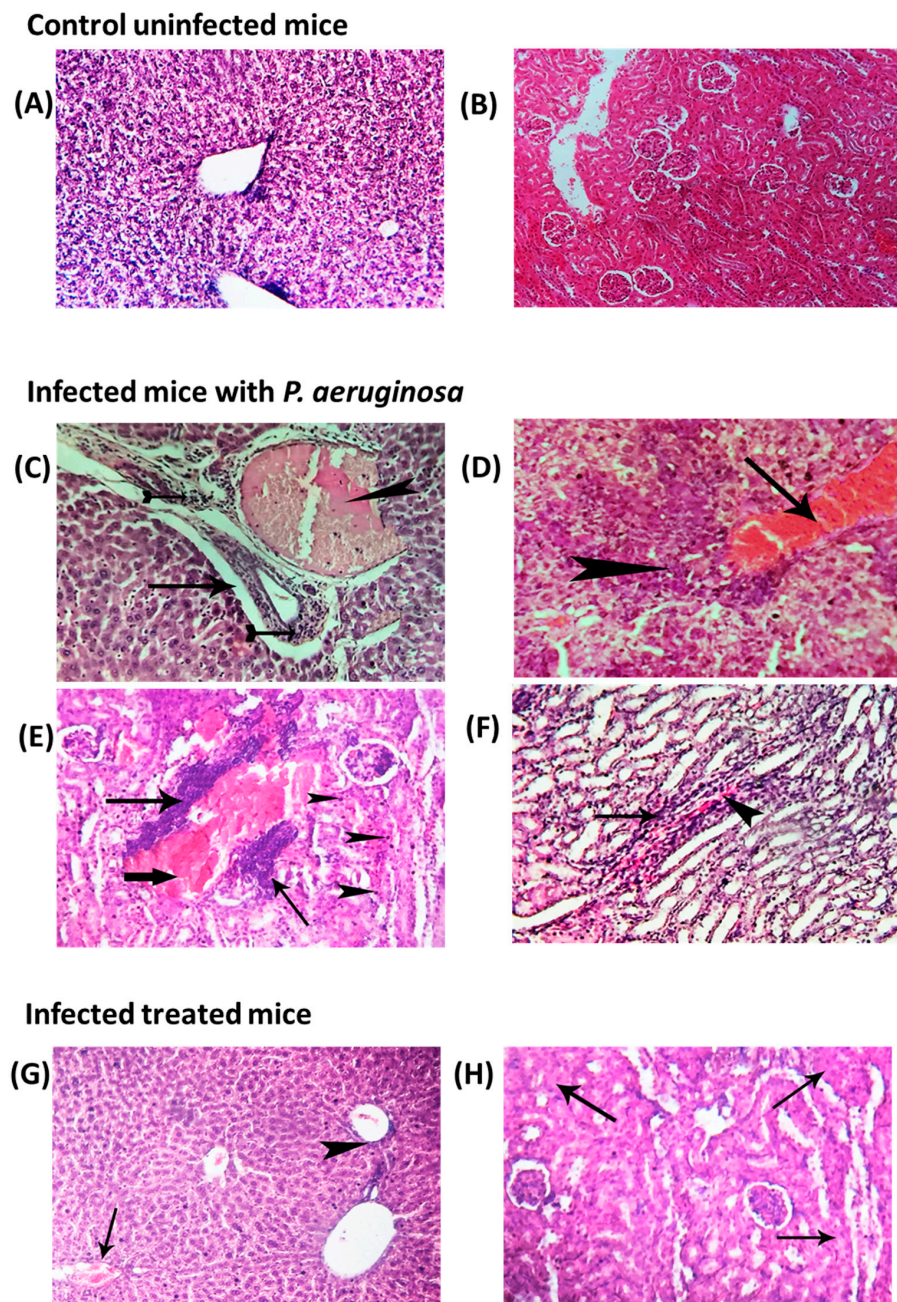 Control uninfected mice
(A)
(B)
Infected mice with P. aeruginosa
(C)
(D)
(E)
(F)
Infected treated mice
(G)
(H)